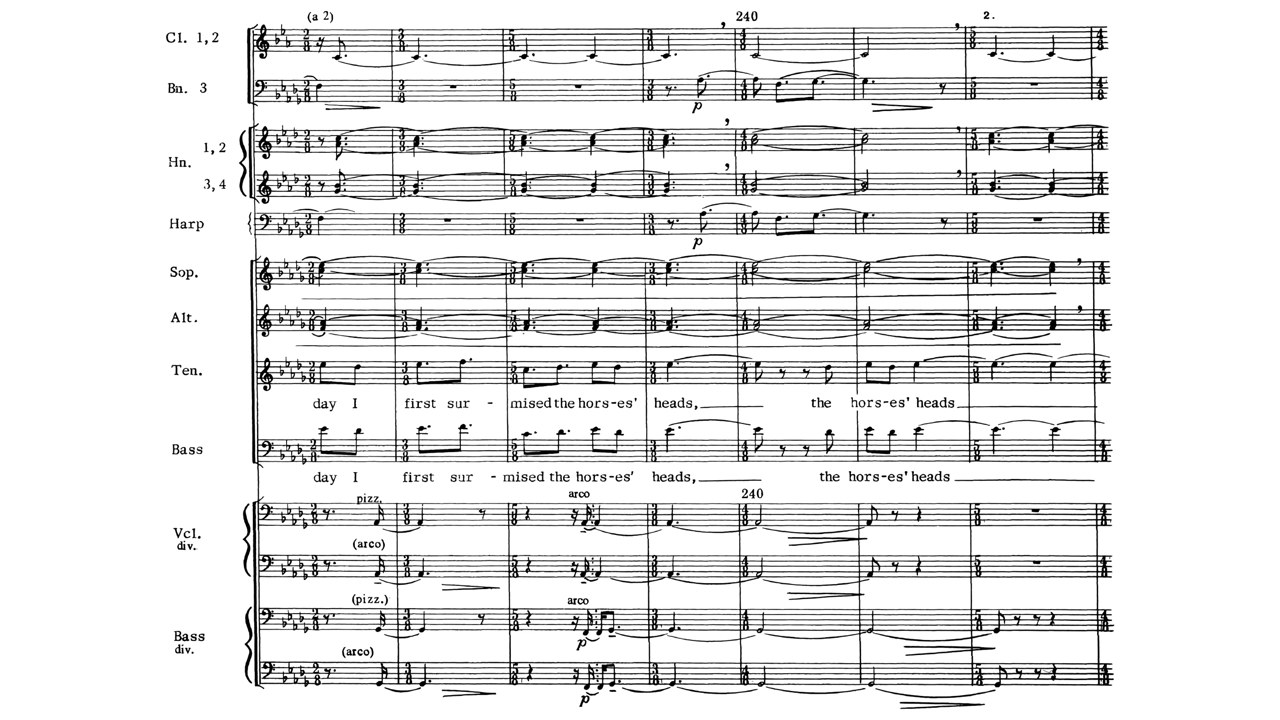 (a 2) 240 2.
Cl. 1, 2
Bn. 3
p
1, 2
Hn.
3, 4
Harp
p
Sop.
Alt.
Ten.
day I first sur - mised the hors-es' heads, the hors-es' heads
Bass
day I first sur - mised the hors-es' heads, the hors-es' heads
pizz. arco 240
Vcl.
div.
(arco)
(pizz.) arco
p
Bass
div.
(arco)
p